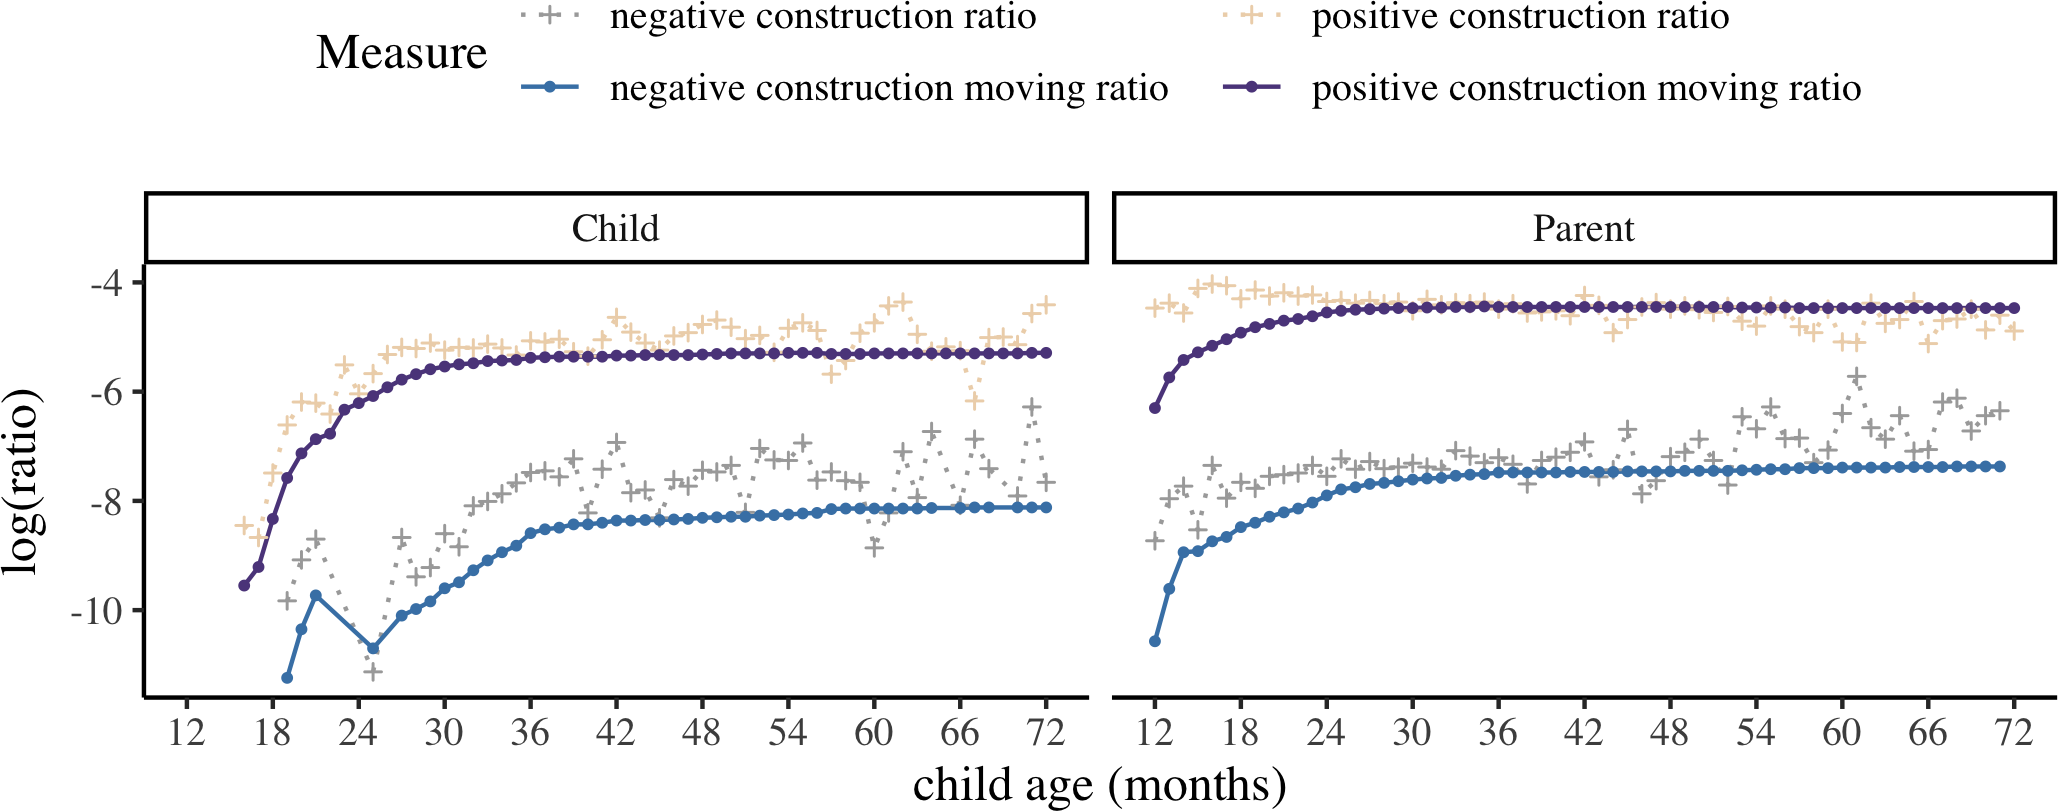 Measure
negative construction ratio
positive construction ratio
negative construction moving ratio
positive construction moving ratio
Child
Parent
log(ratio)
-4
-6
-8
-10
12 18 24 30 36 42 48 54 60 66 72
12 18 24 30 36 42 48 54 60 66 72
child age (months)